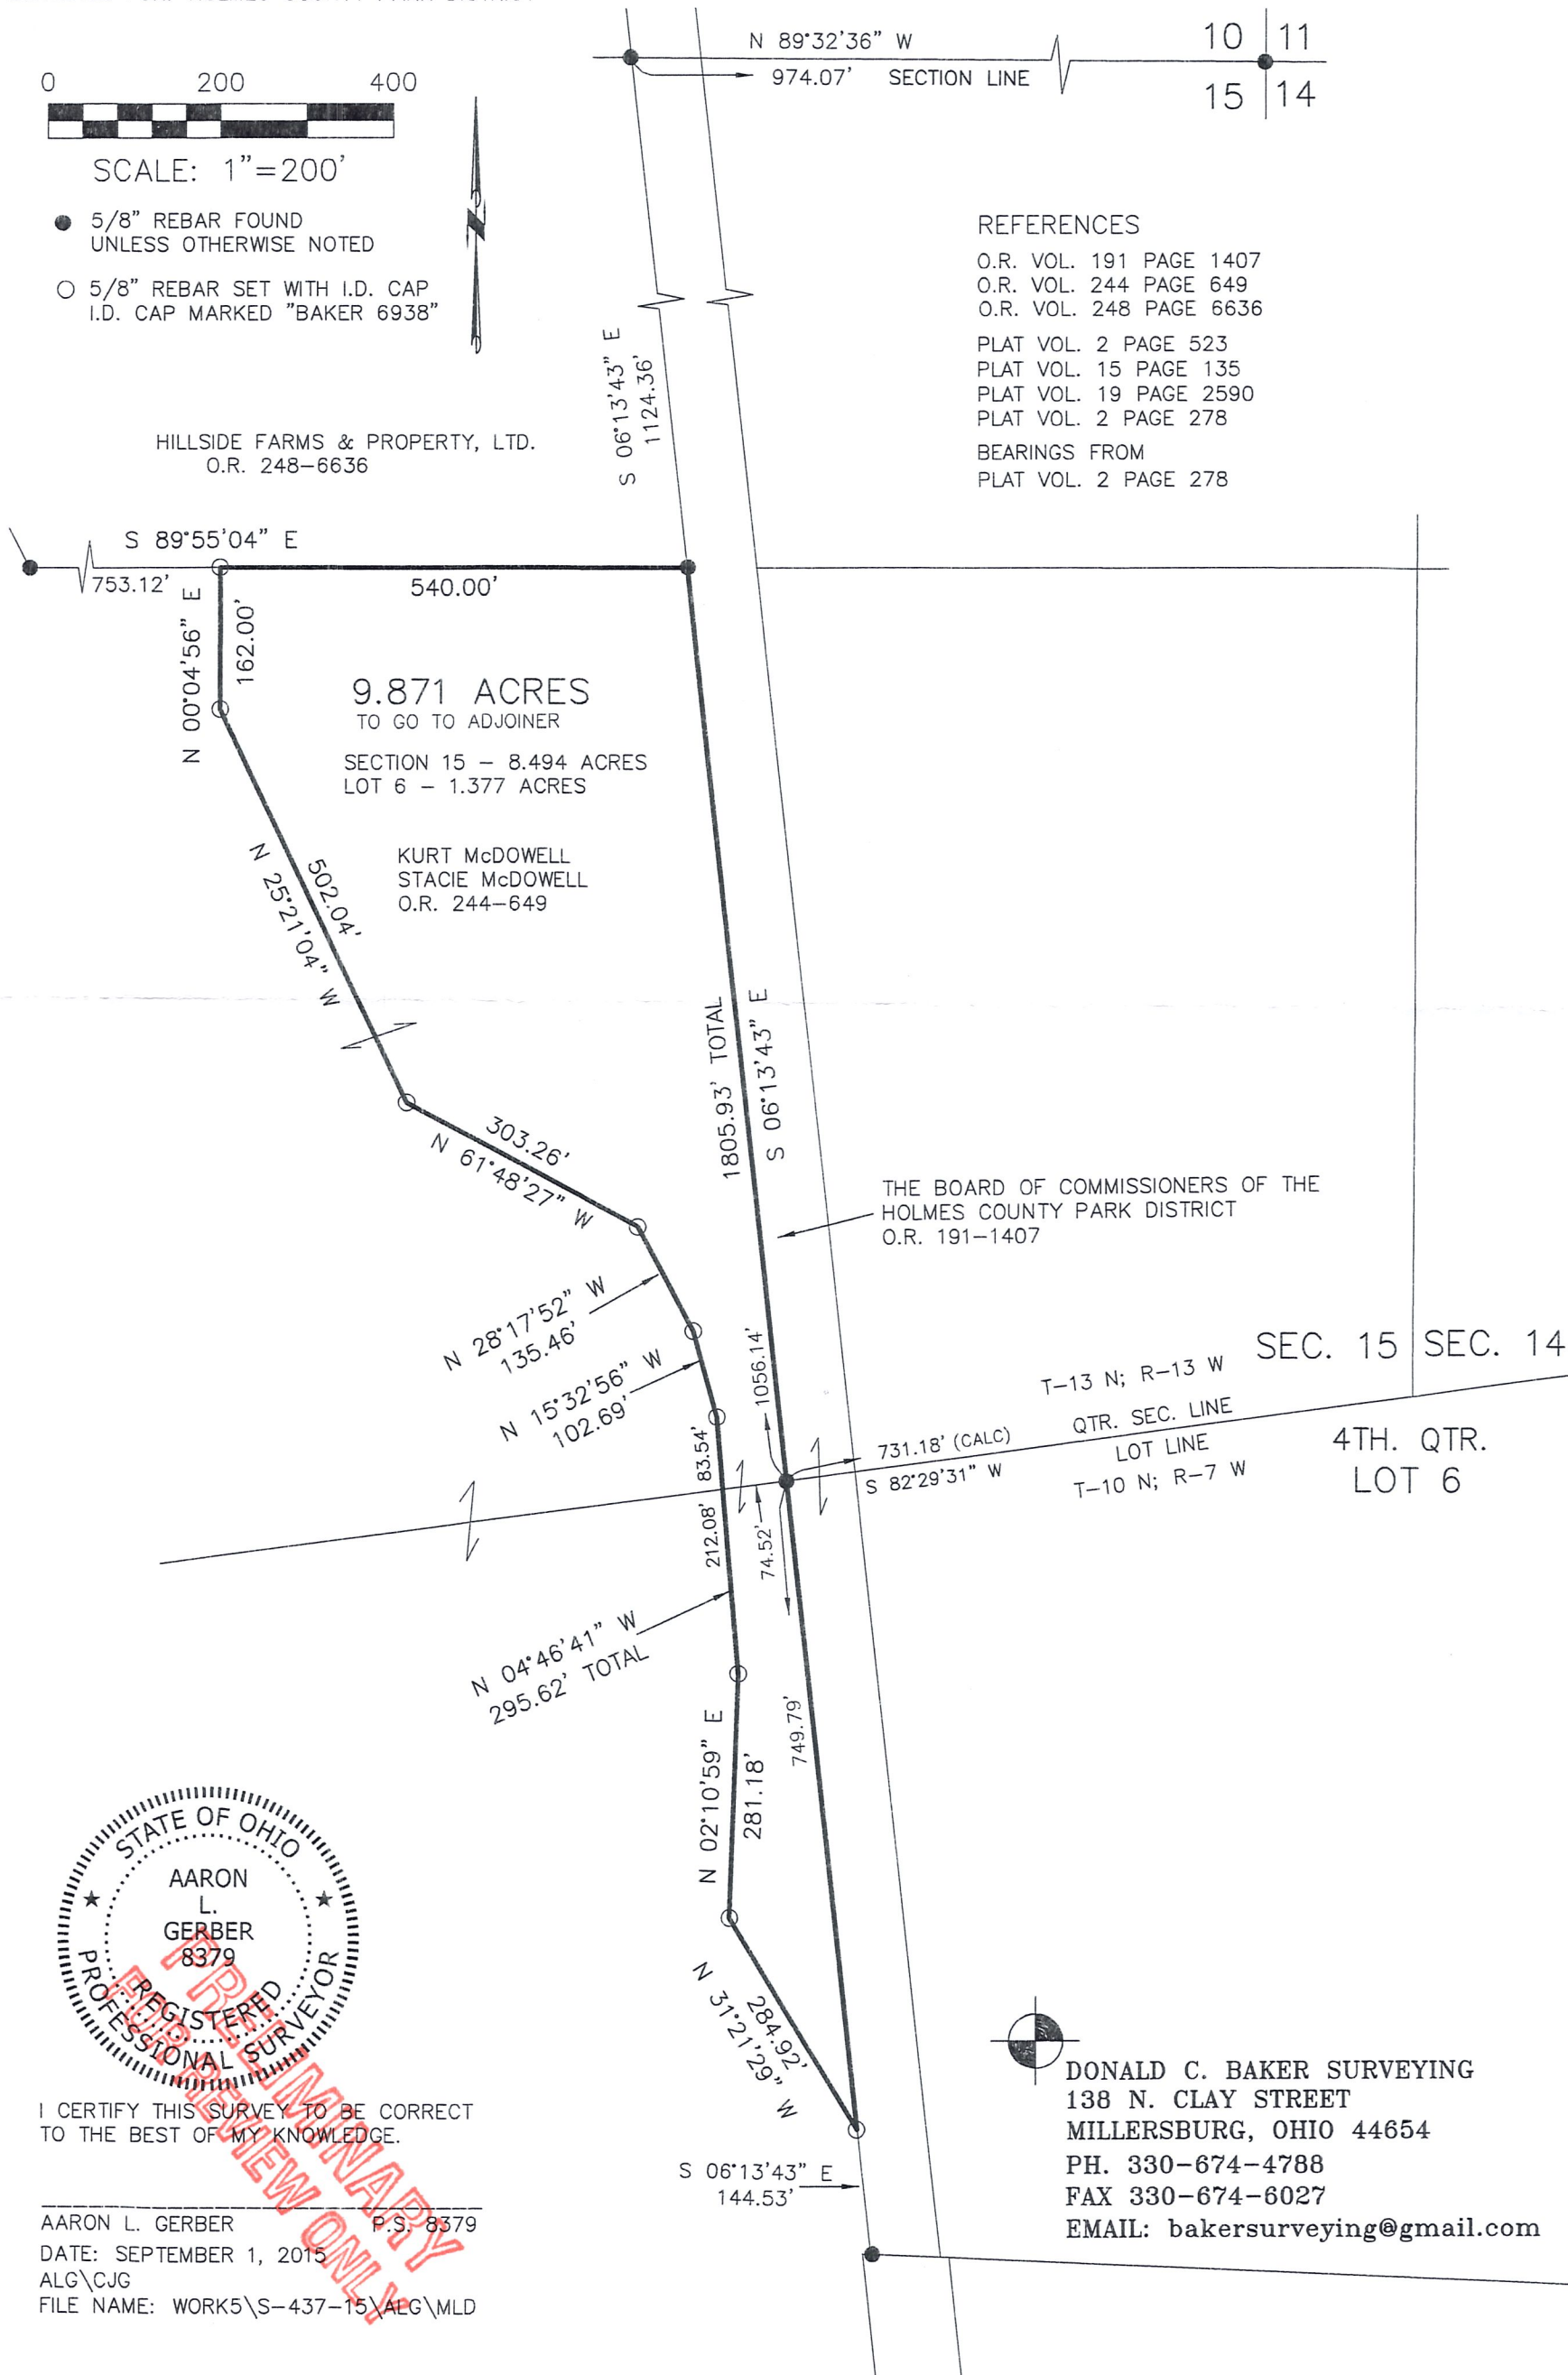 N 89°32'36" W
974.07' SECTION LINE
10 11
15 14
0 200 400
SCALE: 1"=200'
5/8" REBAR FOUND
UNLESS OTHERWISE NOTED
5/8" REBAR SET WITH I.D. CAP
I.D. CAP MARKED "BAKER 6938"
N
REFERENCES
O.R. VOL. 191 PAGE 1407
O.R. VOL. 244 PAGE 649
O.R. VOL. 248 PAGE 6636
PLAT VOL. 2 PAGE 523
PLAT VOL. 15 PAGE 135
PLAT VOL. 19 PAGE 2590
PLAT VOL. 2 PAGE 278
BEARINGS FROM
PLAT VOL. 2 PAGE 278
S 06°13'43" E
1124.36'
HILLSIDE FARMS & PROPERTY, LTD.
O.R. 248-6636
S 89°55'04" E
753.12'
540.00'
N 00°04'56" E
162.00'
9.871 ACRES
TO GO TO ADJOINER
SECTION 15 - 8.494 ACRES
LOT 6 - 1.377 ACRES
KURT McDOWELL
STACIE McDOWELL
O.R. 244-649
502.04'
N 25°21'04" W
1805.93' TOTAL
S 06°13'43" E
303.26'
N 61°48'27" W
THE BOARD OF COMMISSIONERS OF THE
HOLMES COUNTY PARK DISTRICT
O.R. 191-1407
N 28°17'52" W
135.46'
N 15°32'56" W
102.69'
1056.14'
83.54'
SEC. 15 SEC. 14
T-13 N; R-13 W
QTR. SEC. LINE
731.18' (CALC)
S 82°29'31" W
LOT LINE
T-10 N; R-7 W
4TH. QTR.
LOT 6
212.08'
74.52'
N 04°46'41" W
295.62' TOTAL
749.79'
N 02°10'59" E
281.18'
284.92'
N 31°21'29" W
S 06°13'43" E
144.53'
STATE OF OHIO
AARON
L.
GERBER
8379
REGISTERED
PROFESSIONAL SURVEYOR
PRELIMINARY
FOR REVIEW ONLY
I CERTIFY THIS SURVEY TO BE CORRECT
TO THE BEST OF MY KNOWLEDGE.
AARON L. GERBER P.S. 8379
DATE: SEPTEMBER 1, 2015
ALG\CJG
FILE NAME: WORK5\S-437-15\ALG\MLD
DONALD C. BAKER SURVEYING
138 N. CLAY STREET
MILLERSBURG, OHIO 44654
PH. 330-674-4788
FAX 330-674-6027
EMAIL: bakersurveying@gmail.com